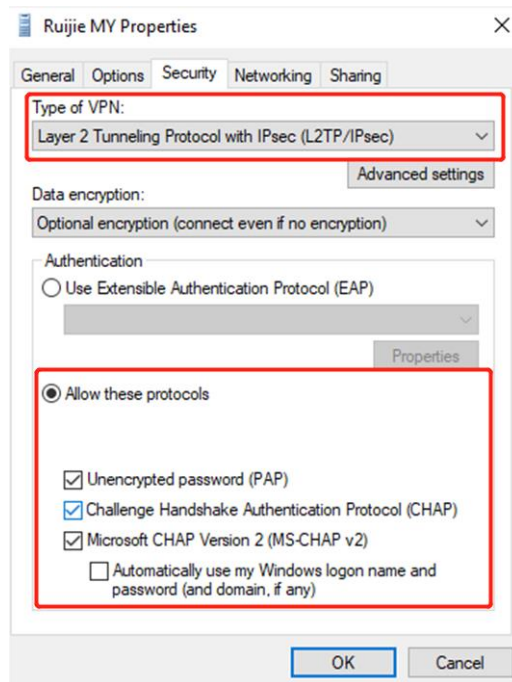 Ruijie MY Properties
General Options Security Networking Sharing
Type of VPN:
Layer 2 Tunneling Protocol with IPsec (L2TP/IPsec)
Advanced settings
Data encryption:
Optional encryption (connect even if no encryption)
Authentication
Use Extensible Authentication Protocol (EAP)
Properties
Allow these protocols
Unencrypted password (PAP)
Challenge Handshake Authentication Protocol (CHAP)
Microsoft CHAP Version 2 (MS-CHAP v2)
Automatically use my Windows logon name and
password (and domain, if any)
OK Cancel